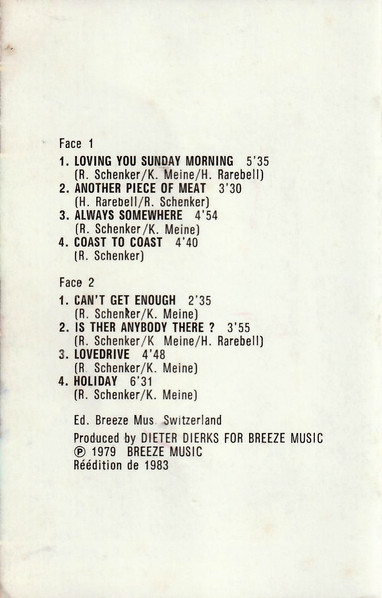 Face 1
1. LOVING YOU SUNDAY MORNING 5'35
(R. Schenker/K. Meine/H. Rarebell)
2. ANOTHER PIECE OF MEAT 3'30
(H. Rarebell/R. Schenker)
3. ALWAYS SOMEWHERE 4'54
(R. Schenker/K. Meine)
4. COAST TO COAST 4'40
(R. Schenker)
Face 2
1. CAN'T GET ENOUGH 2'35
(R. Schenker/K. Meine)
2. IS THER ANYBODY THERE ? 3'55
(R. Schenker/K Meine/H. Rarebell)
3. LOVEDRIVE 4'48
(R. Schenker/K. Meine)
4. HOLIDAY 6'31
(R. Schenker/K. Meine)
Ed. Breeze Mus. Switzerland
Produced by DIETER DIERKS FOR BREEZE MUSIC
℗ 1979 BREEZE MUSIC
Réédition de 1983